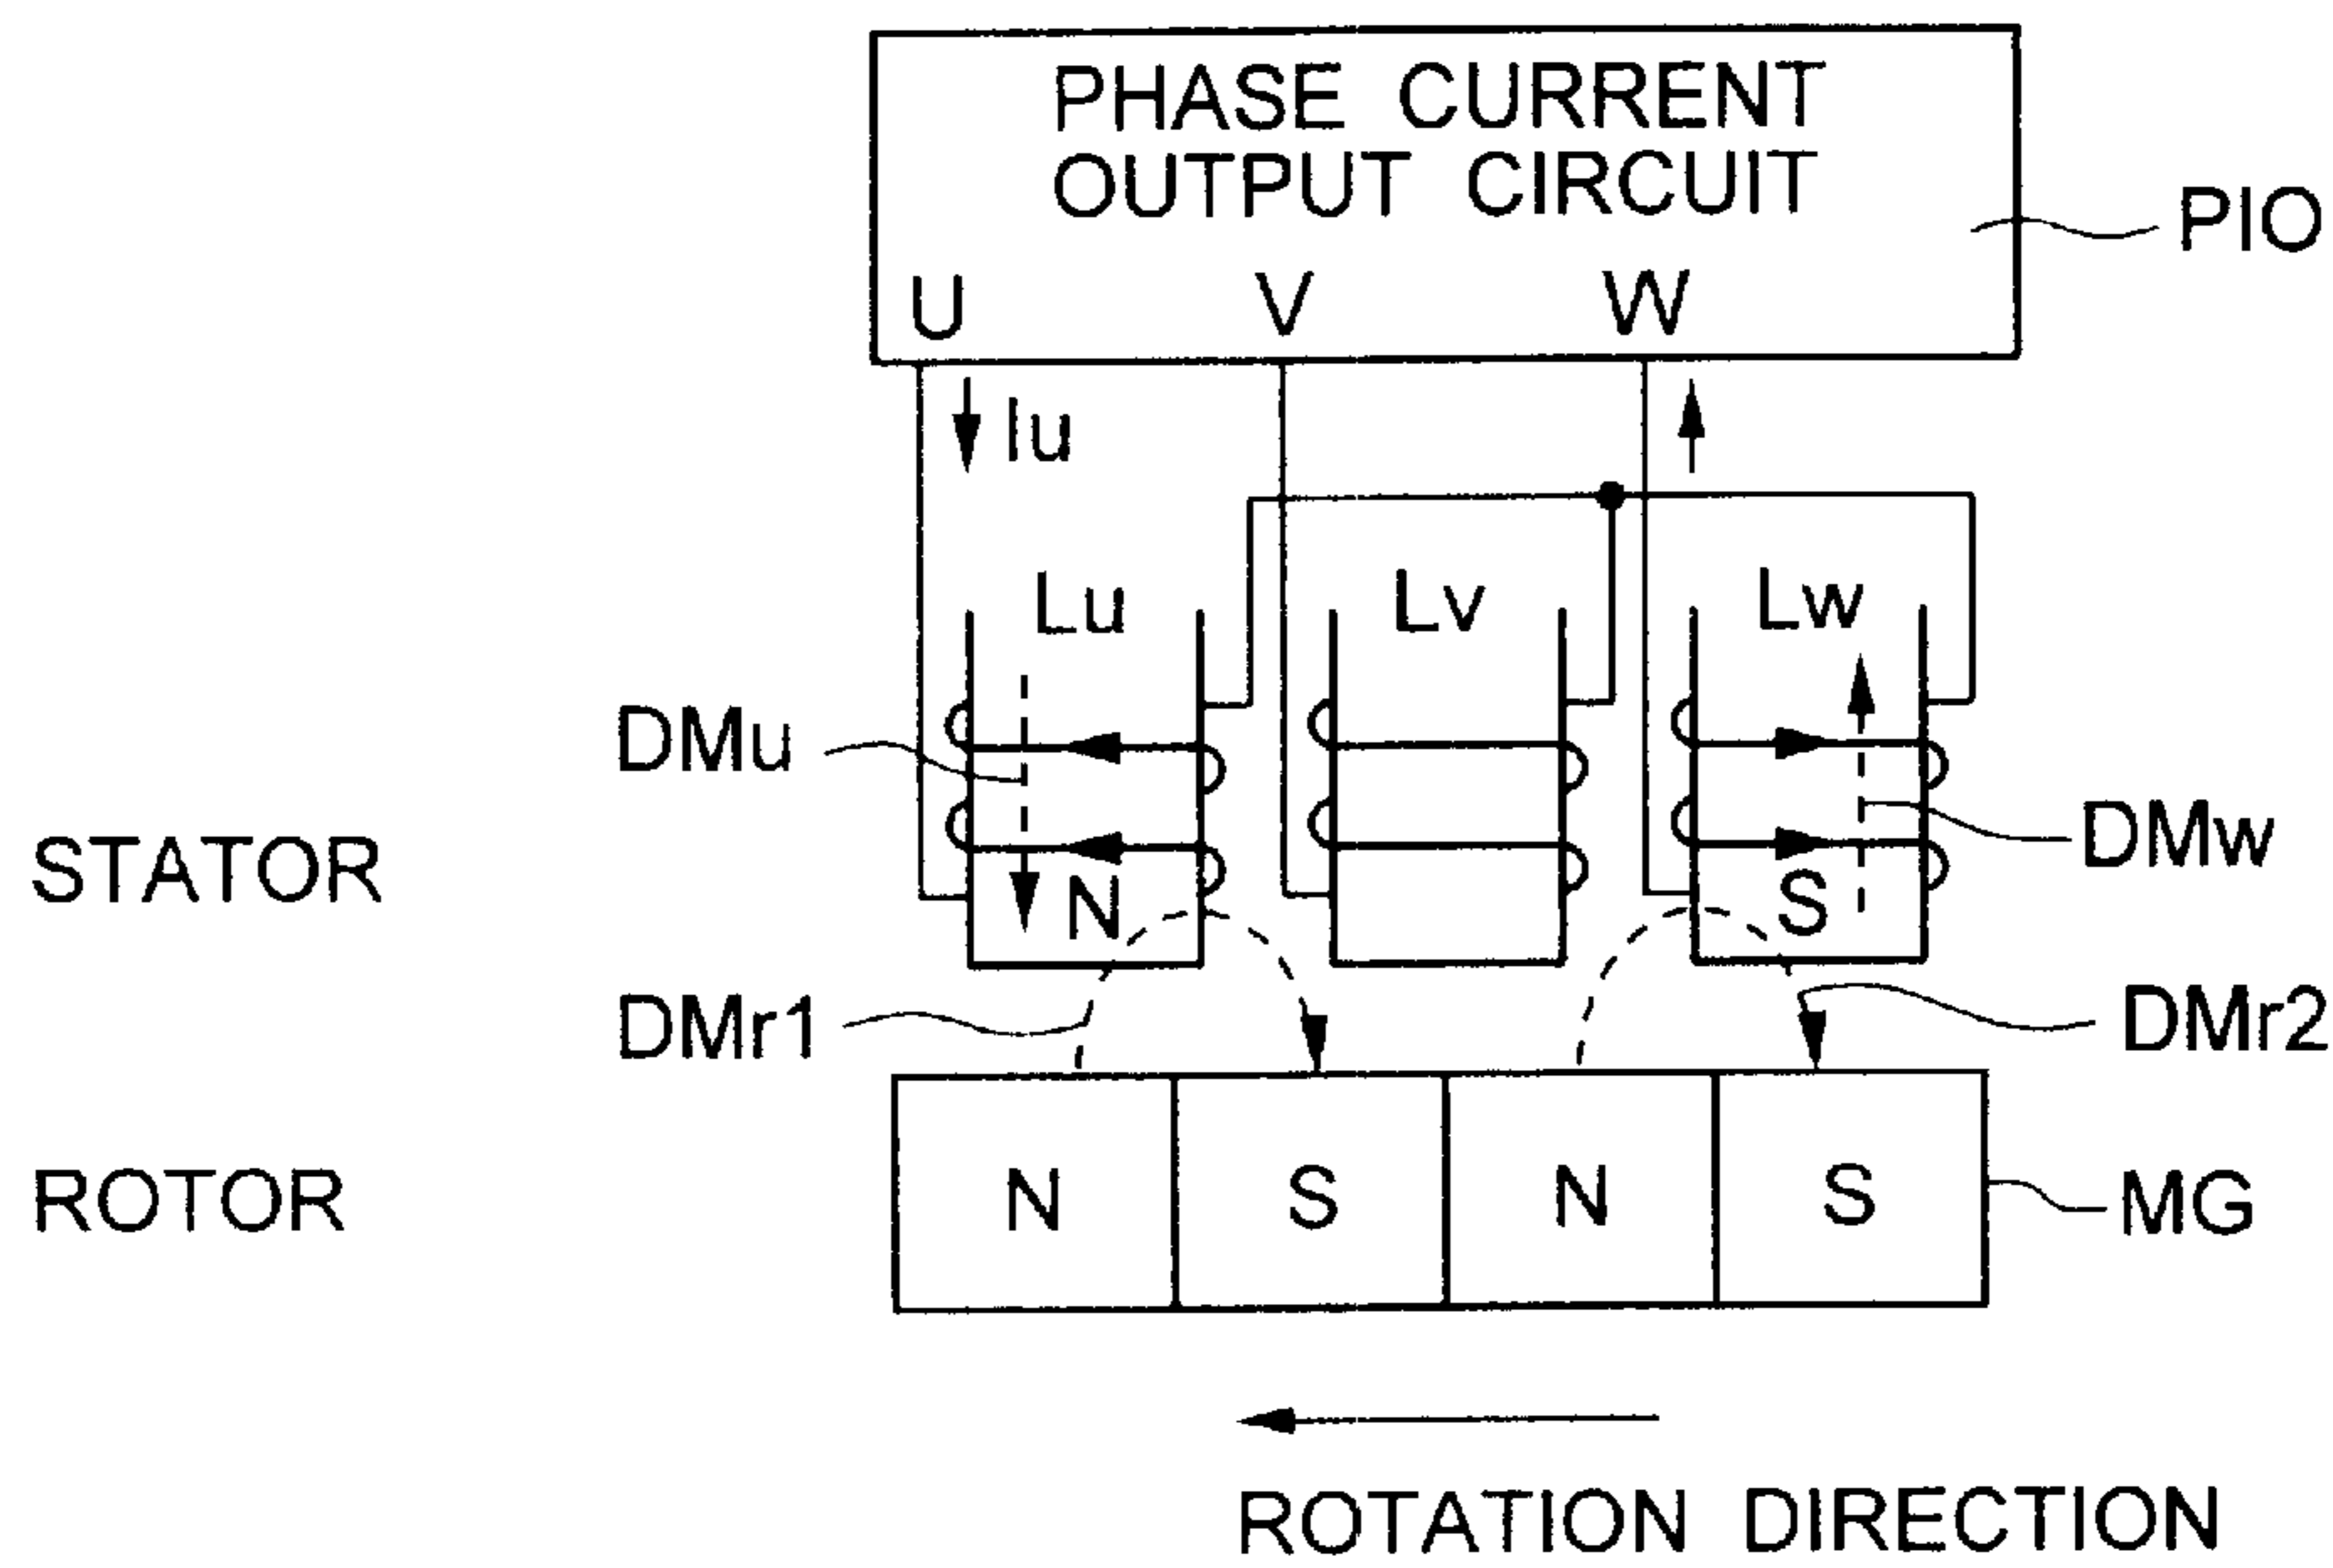 PHASE CURRENT
OUTPUT CIRCUIT
PIO
U V W
Iu
Lu Lv Lw
DMu
DMw
STATOR
N S
DMr1 DMr2
ROTOR
N S N S
MG
ROTATION DIRECTION